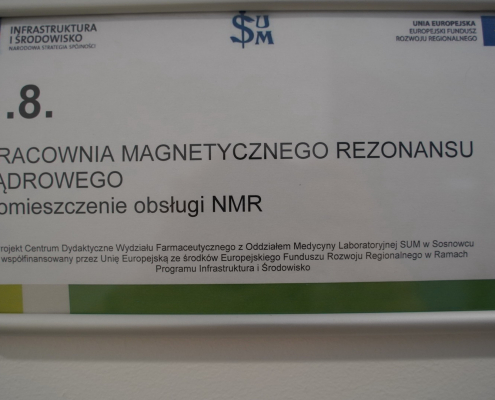 INFRASTRUKTURA
I ŚRODOWISKO
NARODOWA STRATEGIA SPÓJNOŚCI
SUM
UNIA EUROPEJSKA
EUROPEJSKI FUNDUSZ
ROZWOJU REGIONALNEGO
.8.
RACOWNIA MAGNETYCZNEGO REZONSU
ĄDROWEGO
omieszczenie obsługi NMR
rojekt Centrum Dydaktyczne Wydziału Farmaceutycznego z Oddziałem Medycyny Laboratoryjnej SUM w Sosnowcu
współfinansowany przez Unię Europejską ze środków Europejskiego Funduszu Rozwoju Regionalnego w Ramach
Programu Infrastruktura i Środowisko